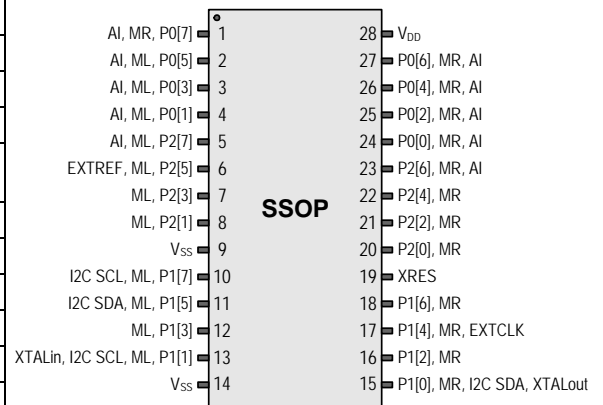 AI, MR, P0[7] 1 28 VDD
AI, ML, P0[5] 2 27 P0[6], MR, AI
AI, ML, P0[3] 3 26 P0[4], MR, AI
AI, ML, P0[1] 4 25 P0[2], MR, AI
AI, ML, P2[7] 5 24 P0[0], MR, AI
EXTREF, ML, P2[5] 6 23 P2[6], MR, AI
ML, P2[3] 7 22 P2[4], MR
SSOP
ML, P2[1] 8 21 P2[2], MR
VSS 9 20 P2[0], MR
I2C SCL, ML, P1[7] 10 19 XRES
I2C SDA, ML, P1[5] 11 18 P1[6], MR
ML, P1[3] 12 17 P1[4], MR, EXTCLK
XTALin, I2C SCL, ML, P1[1] 13 16 P1[2], MR
VSS 14 15 P1[0], MR, I2C SDA, XTALout